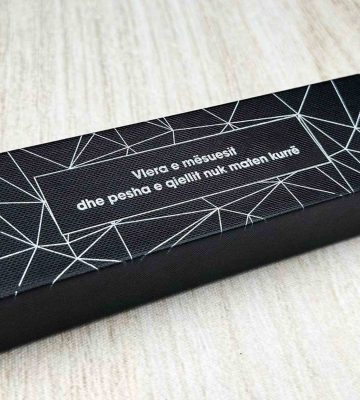 Vlera e mësuesit
dhe pesha e qiellit nuk maten kurrë